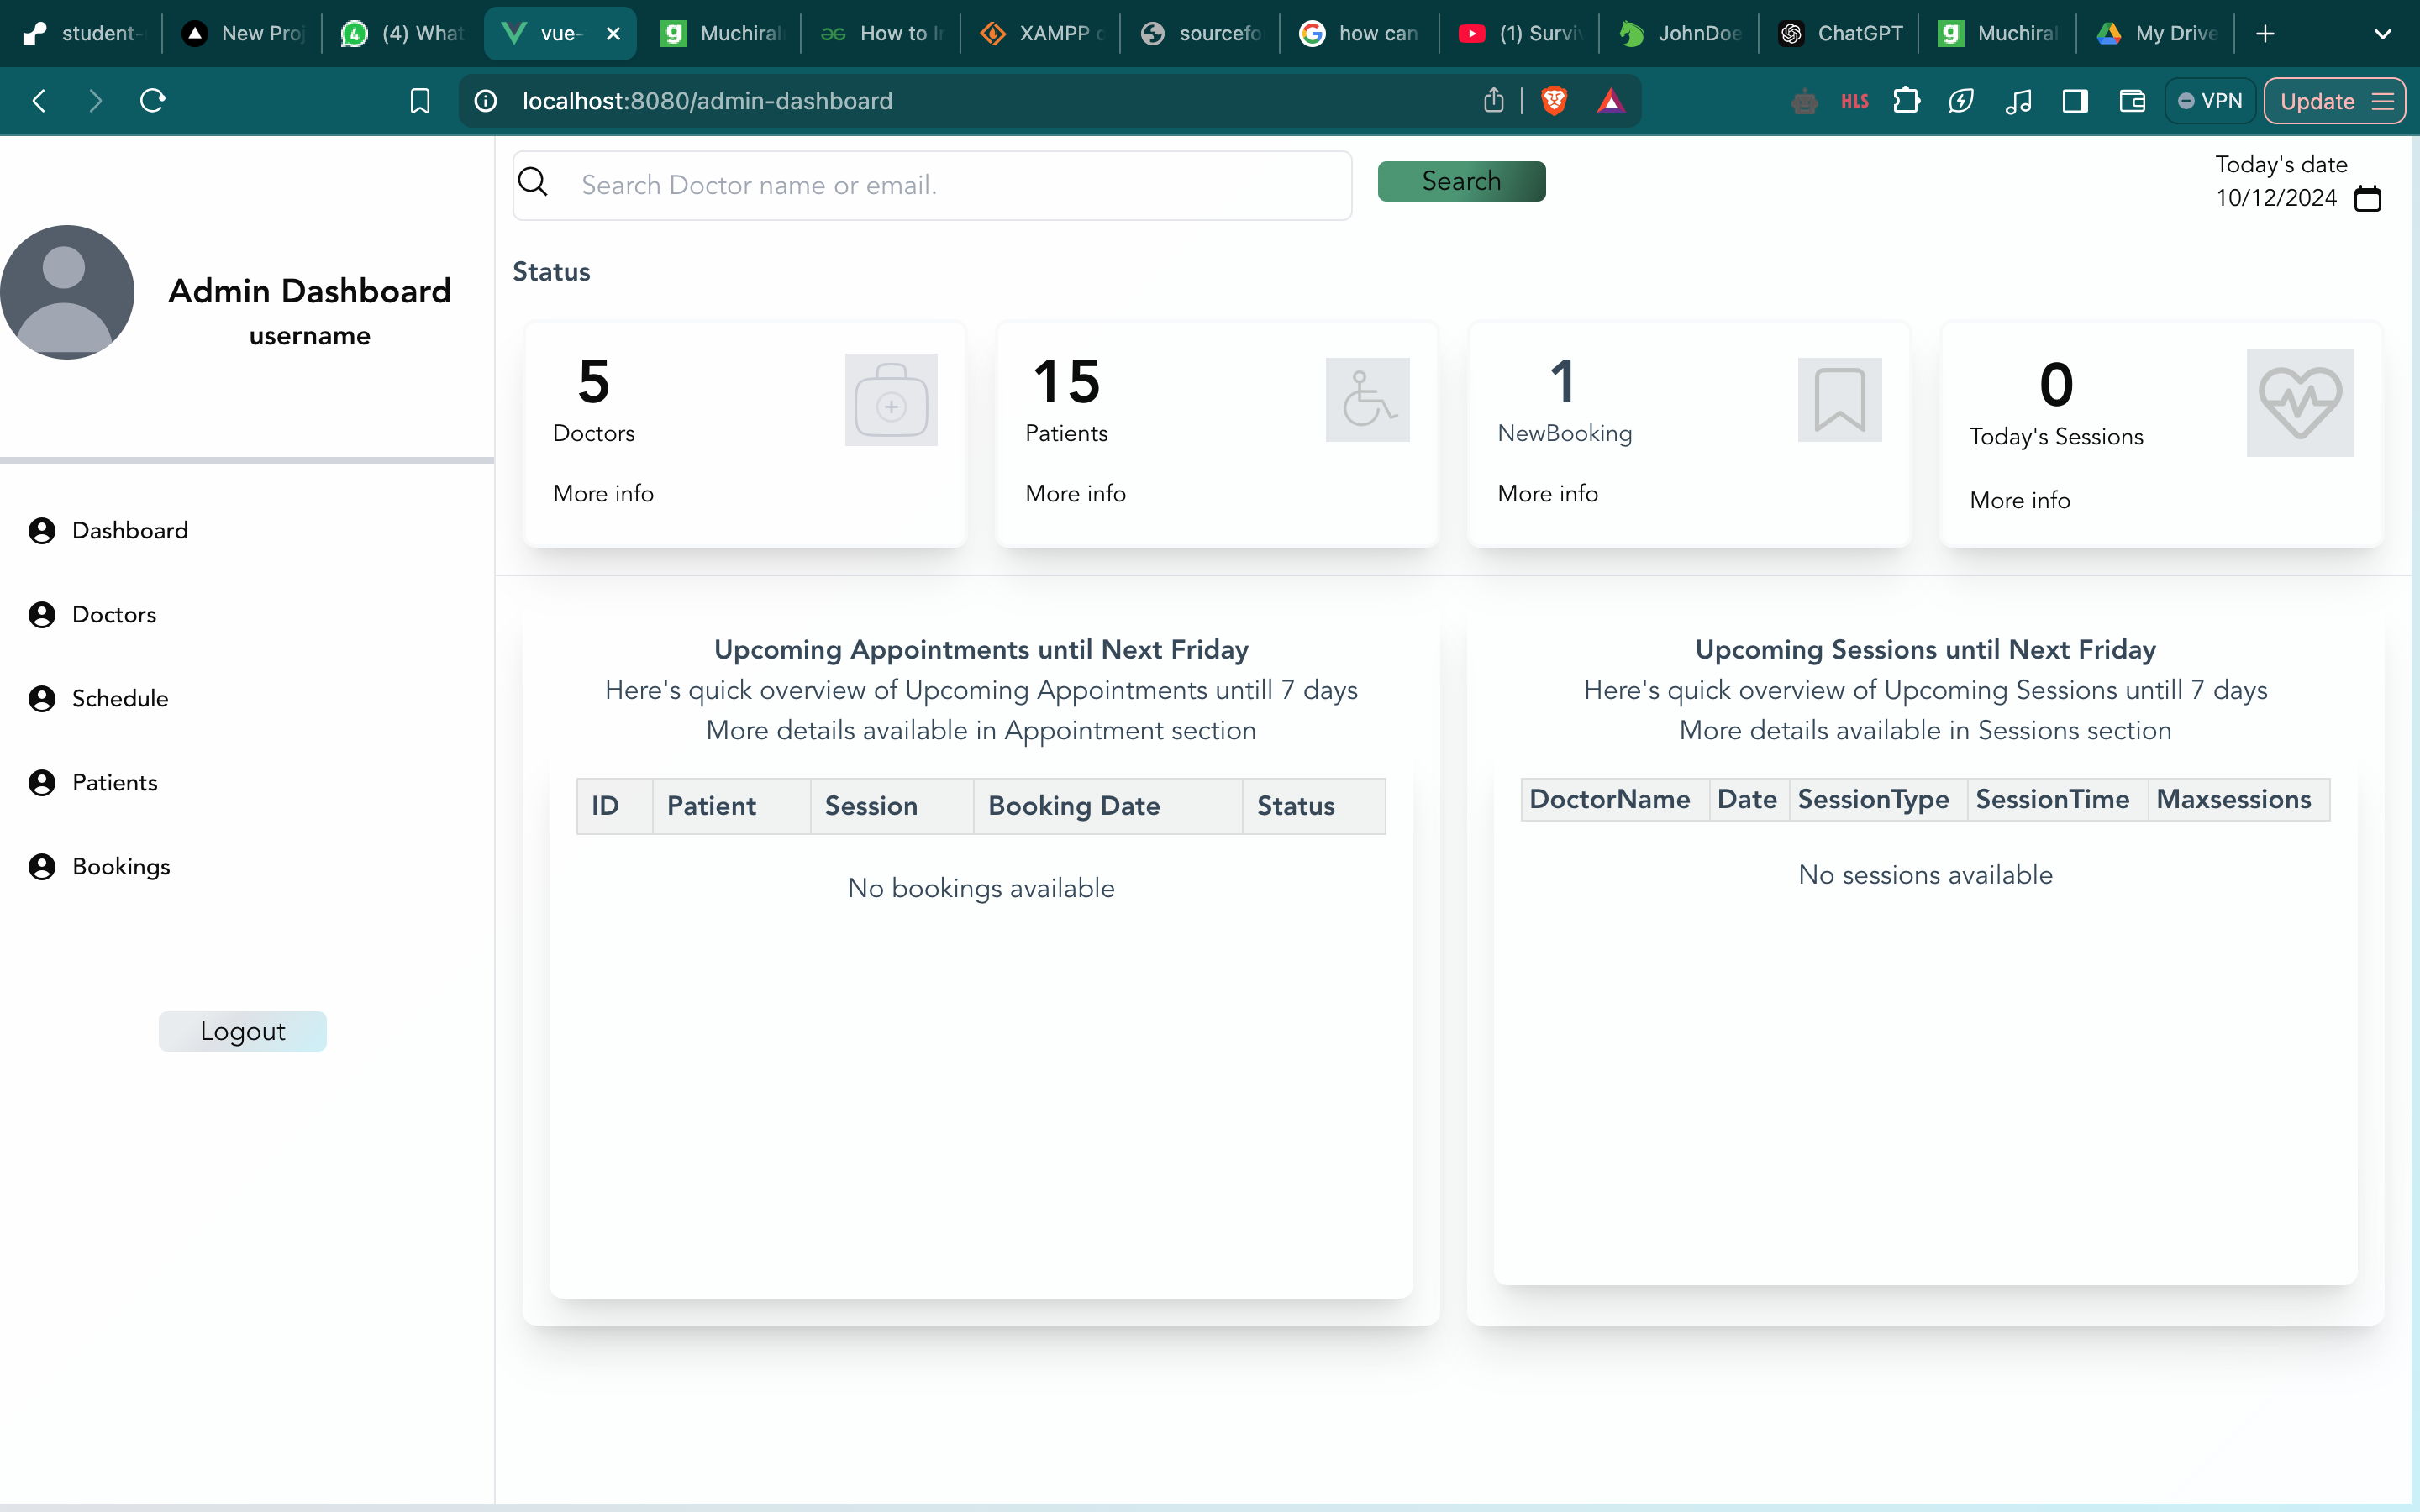 student-
New Proj
(4) What
vue-
Muchiral
How to In
XAMPP
sourcefo
how can
(1) Survi
JohnDoe
ChatGPT
Muchiral
My Drive
localhost:8080/admin-dashboard
HLS
VPN
Update
Search Doctor name or email.
Search
Today's date
10/12/2024
Admin Dashboard
username
Dashboard
Doctors
Schedule
Patients
Bookings
Logout
Status
5
Doctors
More info
15
Patients
More info
1
NewBooking
More info
0
Today's Sessions
More info
Upcoming Appointments until Next Friday
Here's quick overview of Upcoming Appointments untill 7 days
More details available in Appointment section
ID Patient Session Booking Date Status
No bookings available
Upcoming Sessions until Next Friday
Here's quick overview of Upcoming Sessions untill 7 days
More details available in Sessions section
DoctorName Date SessionType SessionTime Maxsessions
No sessions available